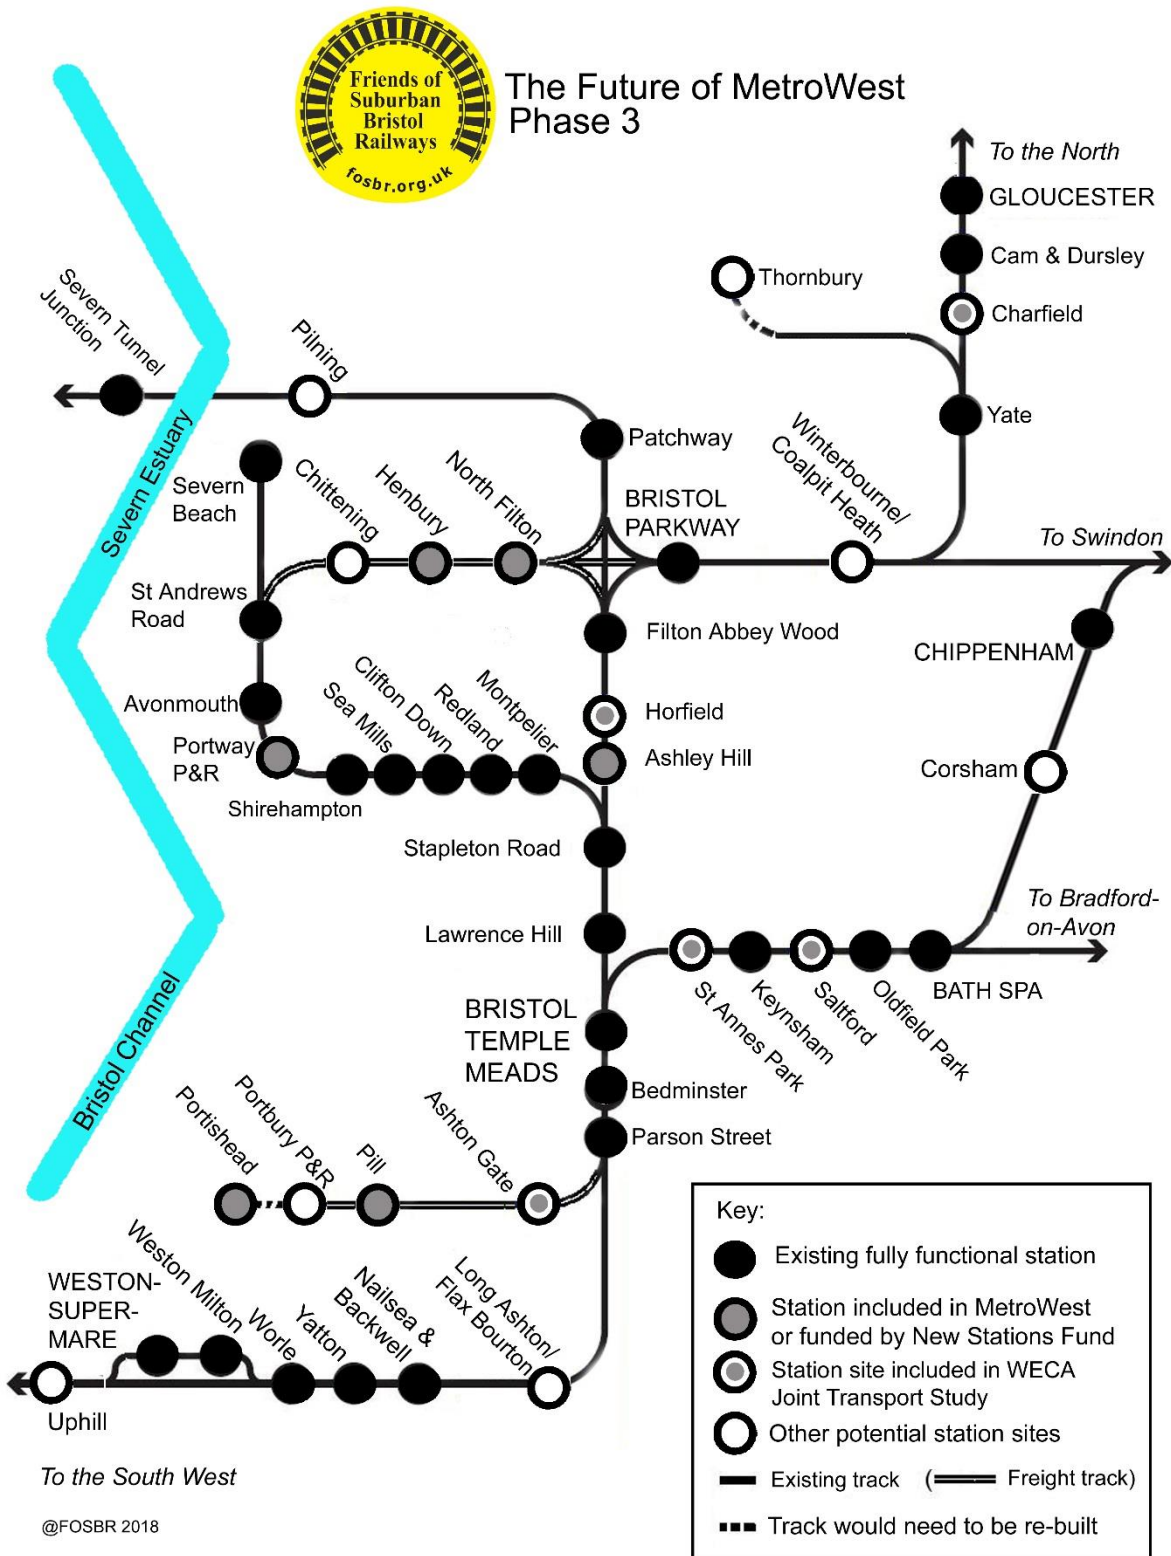 Friends of
Suburban
Bristol
Railways
fosbr.org.uk
The Future of MetroWest
Phase 3
To the North
GLOUCESTER
Cam & Dursley
Charfield
Thornbury
Yate
Severn Tunnel
Junction
Pilning
Patchway
Severn Estuary
Severn
Beach
Chittening
Henbury
North Filton
BRISTOL
PARKWAY
Winterbourne/
Coalpit Heath
To Swindon
St Andrews
Road
Filton Abbey Wood
CHIPPENHAM
Avonmouth
Portway
P&R
Shirehampton
Sea Mills
Clifton Down
Redland
Montpelier
Horfield
Ashley Hill
Corsham
Stapleton Road
Lawrence Hill
To Bradford-
on-Avon
BRISTOL
TEMPLE
MEADS
St Annes Park
Keynsham
Saltford
Oldfield Park
BATH SPA
Bristol Channel
Bedminster
Parson Street
Portishead
Portbury P&R
Pill
Ashton Gate
WESTON-
SUPER-
MARE
Weston Milton
Worle
Yatton
Nailsea &
Backwell
Long Ashton/
Flax Bourton
Uphill
To the South West
@FOSBR 2018
Key:
Existing fully functional station
Station included in MetroWest
or funded by New Stations Fund
Station site included in WECA
Joint Transport Study
Other potential station sites
Existing track ( Freight track)
Track would need to be re-built